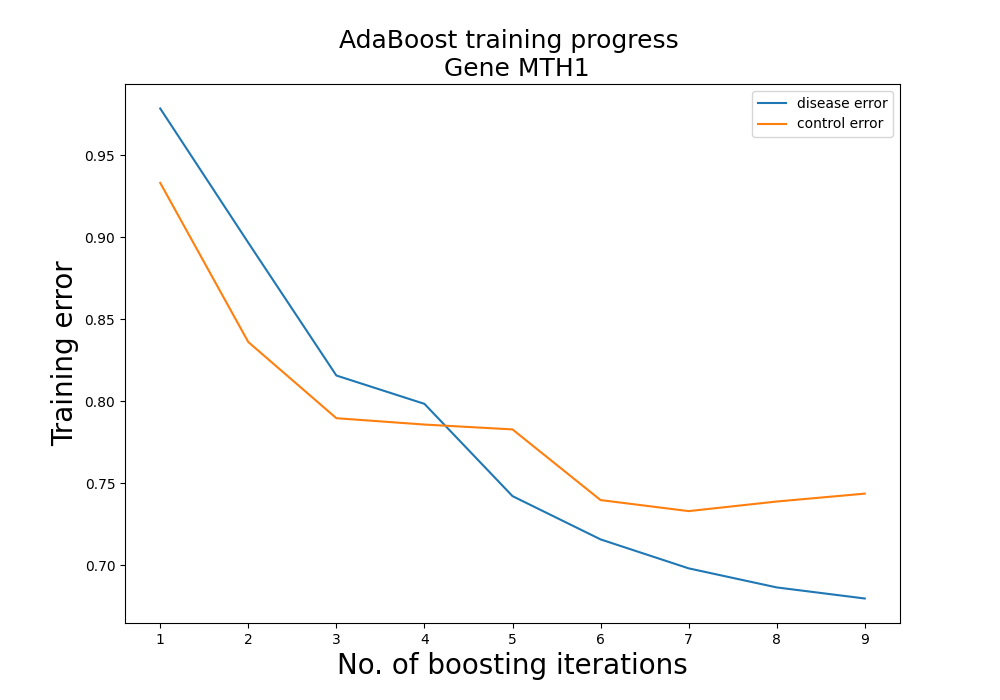 AdaBoost training progress
Gene MTH1
disease error
control error
Training error
0.95
0.90
0.85
0.80
0.75
0.70
1 2 3 4 5 6 7 8 9
No. of boosting iterations